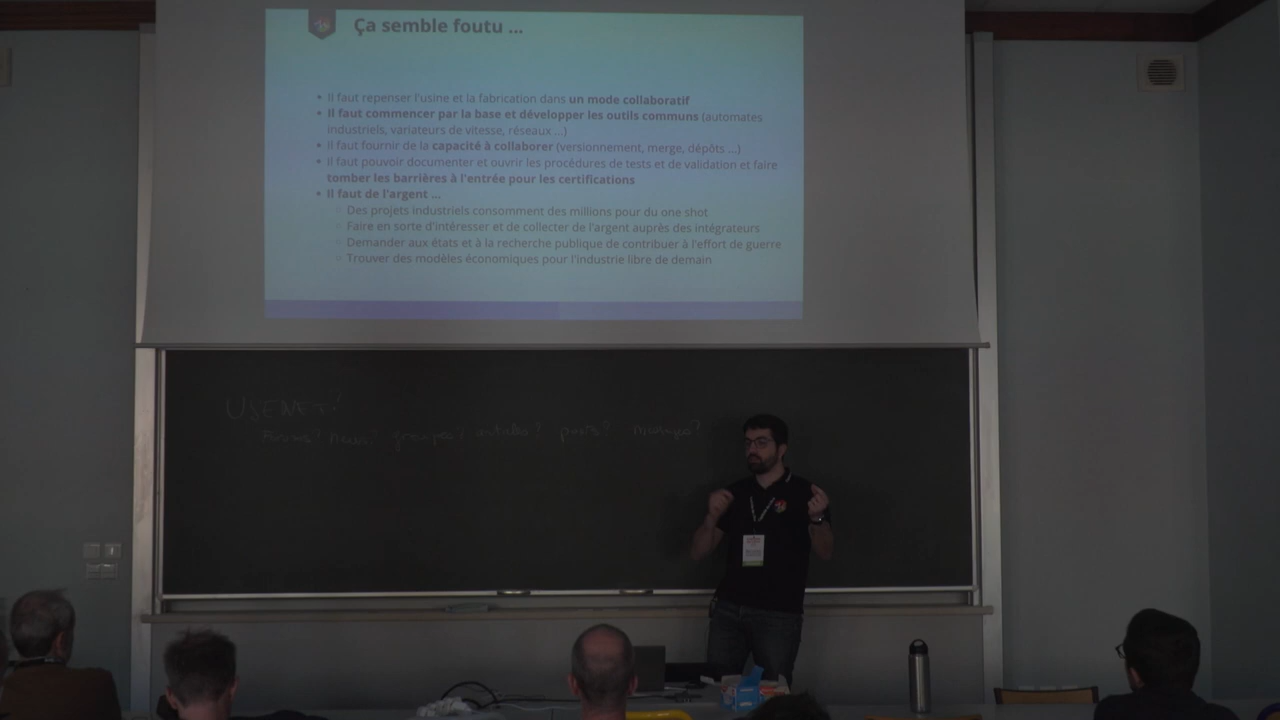 Ça semble foutu ...
• Il faut repenser l'usine et la fabrication dans un mode collaboratif
• Il faut commencer par la base et développer les outils communs (automates
industriels, variateurs de vitesse, réseaux ...)
• Il faut fournir de la capacité à collaborer (versionnement, merge, dépôts ...)
• Il faut pouvoir documenter et ouvrir les procédures de tests et de validation et faire
tomber les barrières à l'entrée pour les certifications
• Il faut de l'argent ...
○ Des projets industriels consomment des millions pour du one shot
○ Faire en sorte d'intéresser et de collecter de l'argent auprès des intégrateurs
○ Demander aux états et à la recherche publique de contribuer à l'effort de guerre
○ Trouver des modèles économiques pour l'industrie libre de demain
USENET?
groupes?